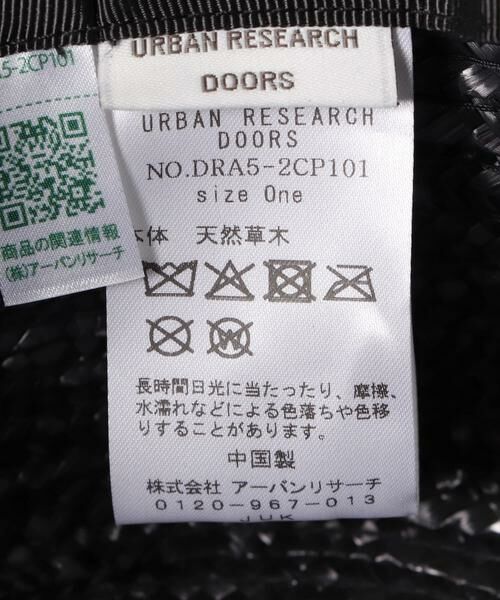 A5-2CP101
商品の関連情報
(株)アーバンリサーチ
URBAN RESEARCH
DOORS
URBAN RESEARCH
DOORS
NO.DRA5-2CP101
size One
本体 天然草木
W
長時間日光に当たったり、摩擦、
水濡れなどによる色落ちや色移
りすることがあります。
中国製
株式会社 アーバンリサーチ
0120-967-013
JUK